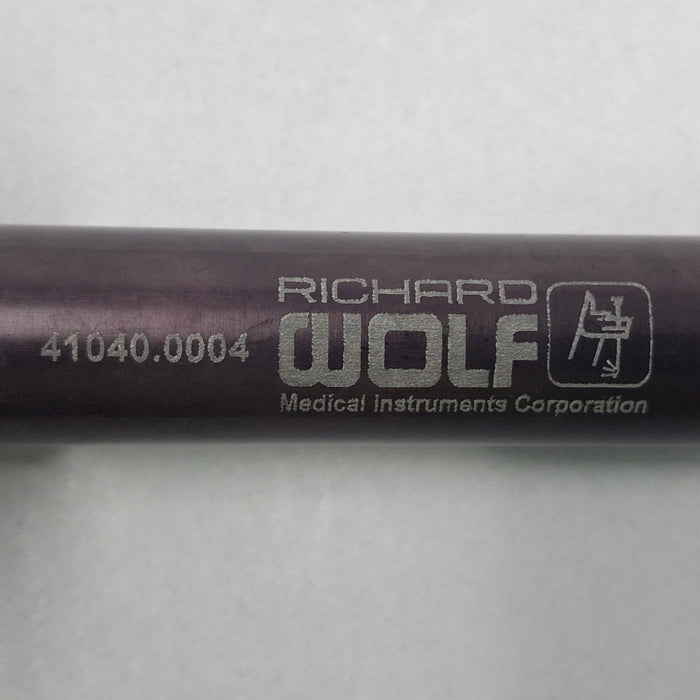 41040.0004
RICHARD
WOLF
Medical Instruments Corporation